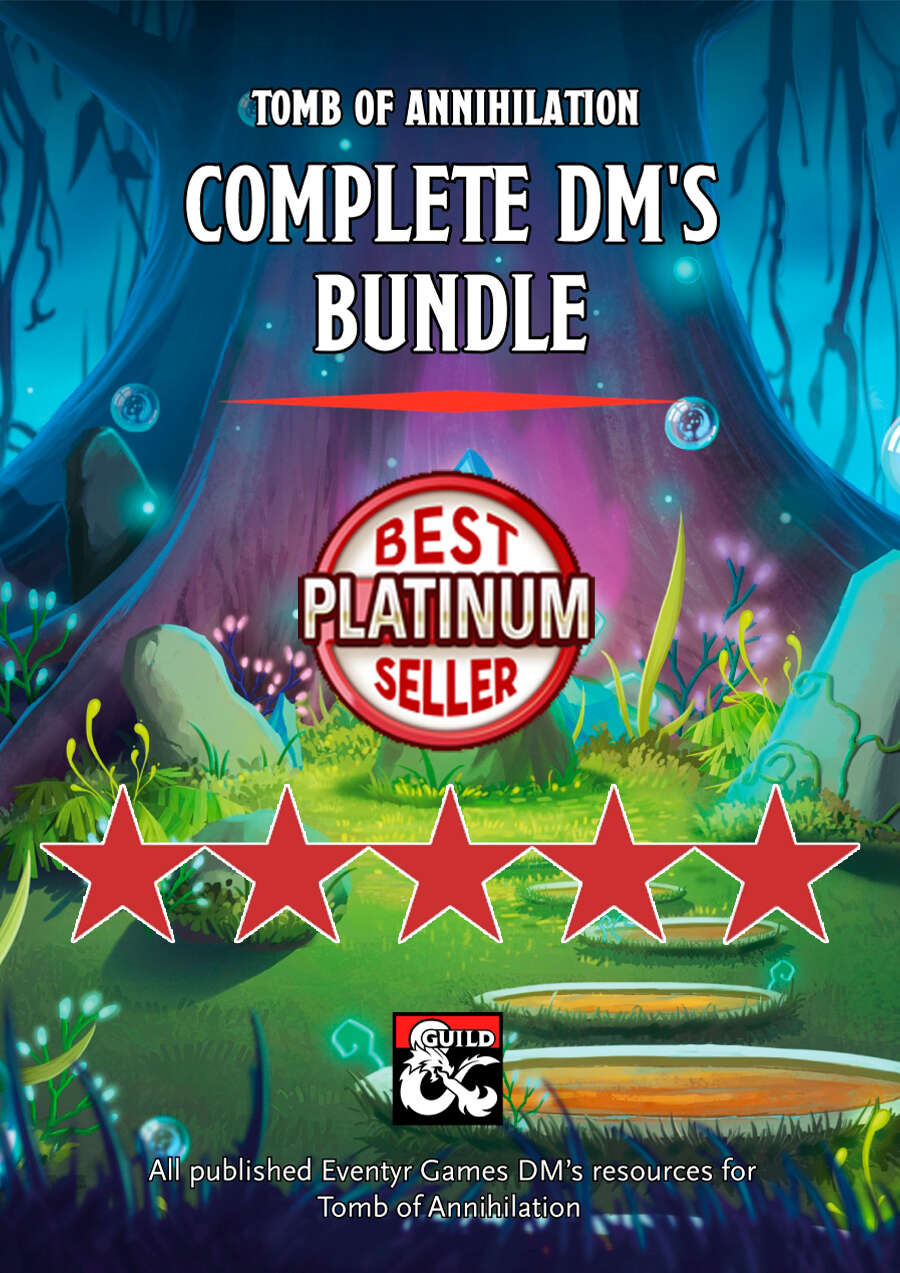 TOMB OF ANNIHILATION
COMPLETE DM'S
BUNDLE
BEST
PLATINUM
SELLER
GUILD
All published Eventyr Games DM’s resources for
Tomb of Annihilation